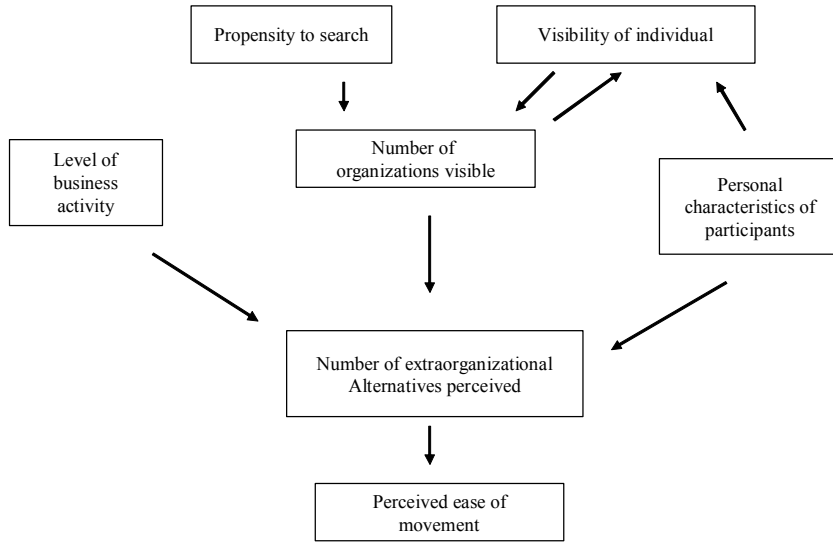 Propensity to search
Visibility of individual
Level of
business
activity
Number of
organizations visible
Personal
characteristics of
participants
Number of extraorganizational
Alternatives perceived
Perceived ease of
movement